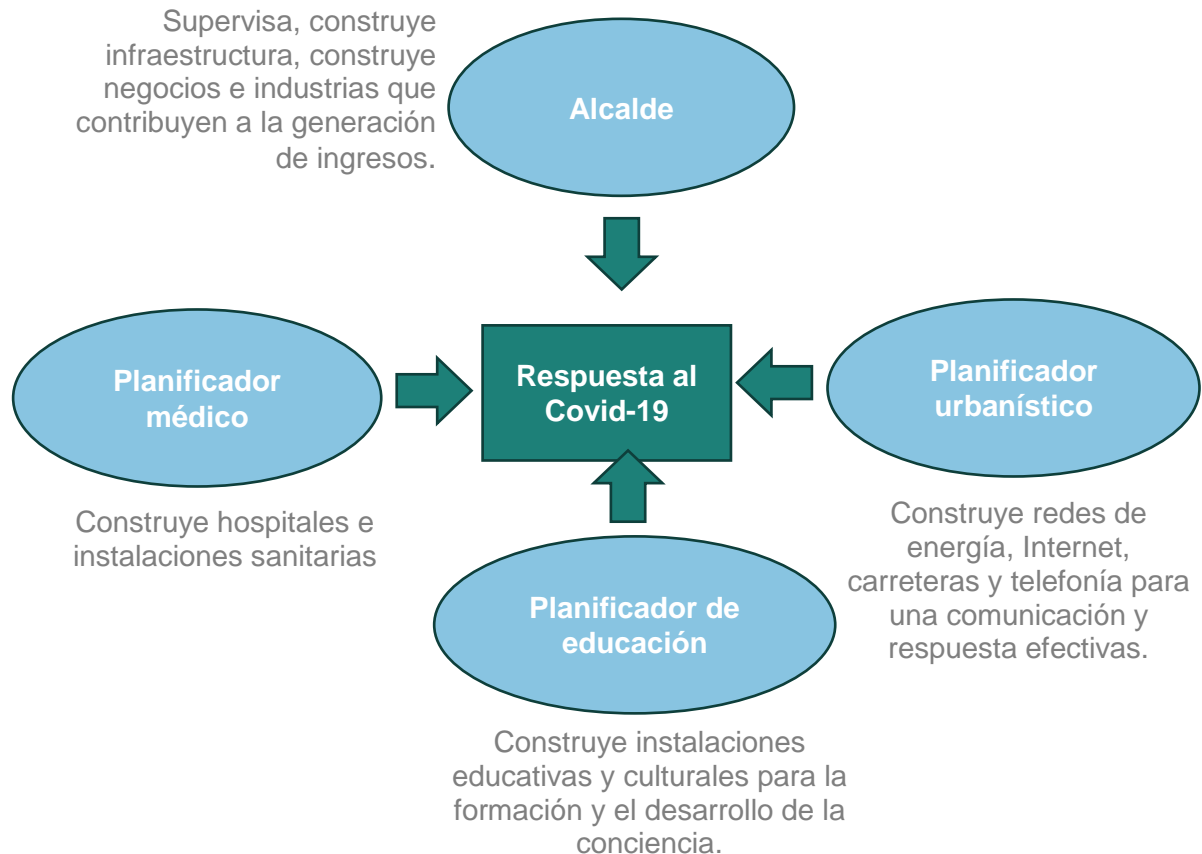 Supervisa, construye
infraestructura, construye
negocios e industrias que
contribuyen a la generación
de ingresos.
Alcalde
Planificador
médico
Respuesta al
Covid-19
Planificador
urbanístico
Construye hospitales e
instalaciones sanitarias
Construye redes de
energía, Internet,
carreteras y telefonía para
una comunicación y
respuesta efectivas.
Planificador de
educación
Construye instalaciones
educativas y culturales para la
formación y el desarrollo de la
conciencia.